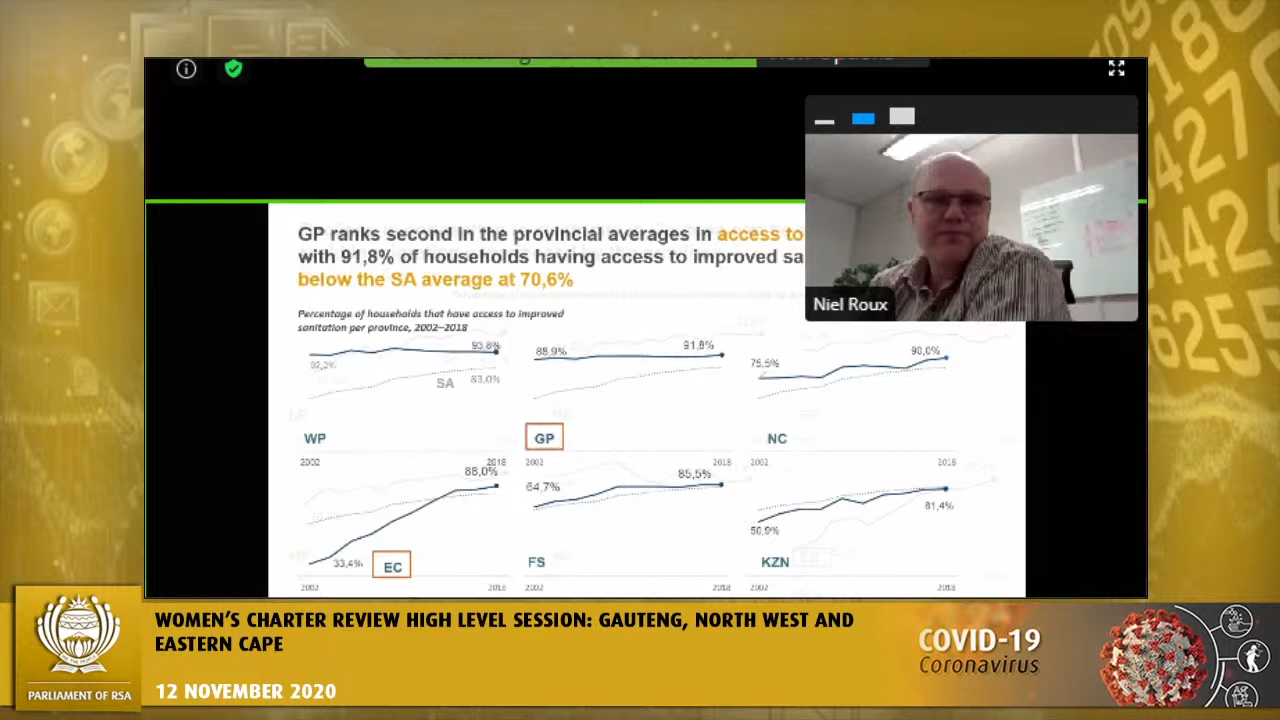 GP ranks second in the provincial averages in access to
with 91,8% of households having access to improved sa
below the SA average at 70,6%
Niel Roux
Percentage of households that have access to improved
sanitation per province, 2002–2018
93,8%
92,2%
SA 83,0%
WP
2002 2018
88,9% 91,8%
GP
2002 2018
75,5% 90,0%
NC
2002 2018
88,0%
33,4% EC
2002 2018
64,7% 85,5%
FS
2002 2018
50,9% 81,4%
KZN
2002 2018
PARLIAMENT OF RSA
WOMEN'S CHARTER REVIEW HIGH LEVEL SESSION: GAUTENG, NORTH WEST AND
EASTERN CAPE
12 NOVEMBER 2020
COVID-19
Coronavirus